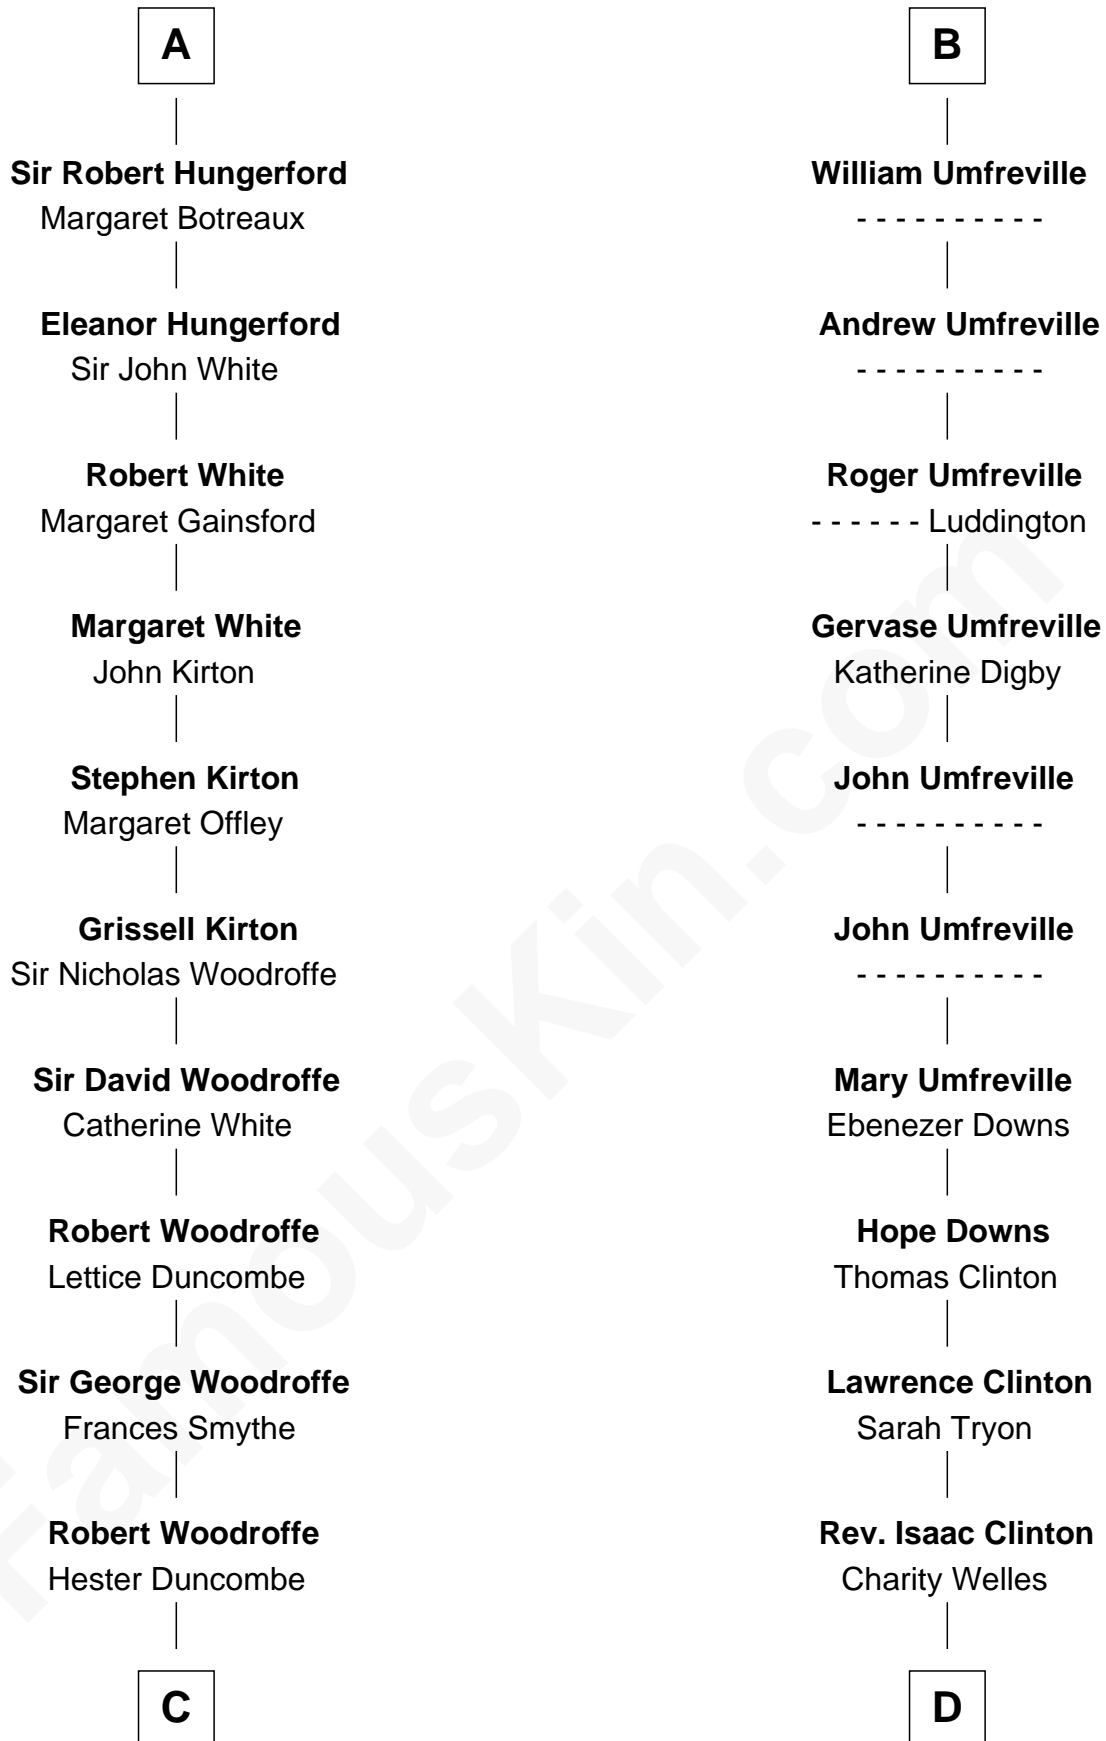 A
Sir Robert Hungerford
Margaret Botreaux
Eleanor Hungerford
Sir John White
Robert White
Margaret Gainsford
Margaret White
John Kirton
Stephen Kirton
Margaret Offley
Grissell Kirton
Sir Nicholas Woodroffe
Sir David Woodroffe
Catherine White
Robert Woodroffe
Lettice Duncombe
Sir George Woodroffe
Frances Smythe
Robert Woodroffe
Hester Duncombe
C
B
William Umfreville
- - - - - - - - - -
Andrew Umfreville
- - - - - - - - - -
Roger Umfreville
- - - - - - Luddington
Gervase Umfreville
Katherine Digby
John Umfreville
- - - - - - - - - -
John Umfreville
- - - - - - - - - -
Mary Umfreville
Ebenezer Downs
Hope Downs
Thomas Clinton
Lawrence Clinton
Sarah Tryon
Rev. Isaac Clinton
Charity Welles
D
FamousKin.com